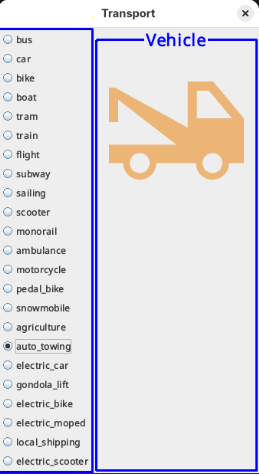 Transport
Vehicle
bus
car
bike
boat
tram
train
flight
subway
sailing
scooter
monorail
ambulance
motorcycle
pedal_bike
snowmobile
agriculture
auto_towing
electric_car
gondola_lift
electric_bike
electric_moped
local_shipping
electric_scooter